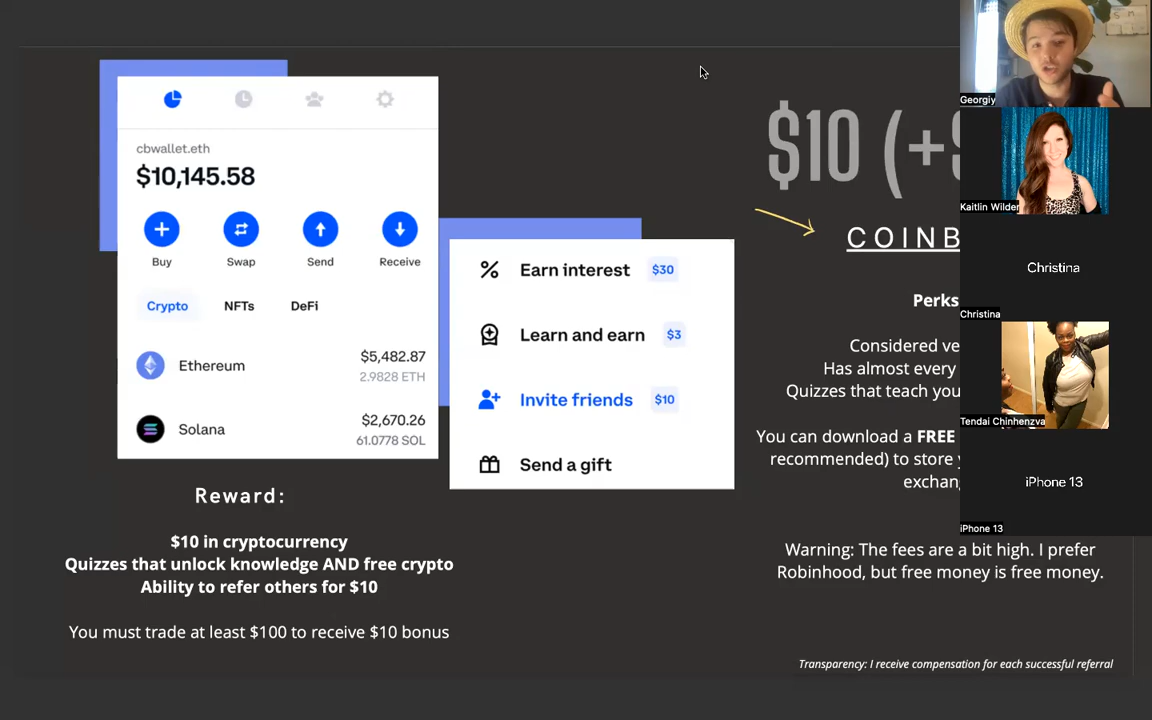 cbwallet.eth
$10,145.58
Buy
Swap
Send
Receive
Crypto
NFTs
DeFi
Ethereum
$5,482.87
2.9828 ETH
Solana
$2,670.26
61.0778 SOL
Earn interest $30
Learn and earn $3
Invite friends $10
Send a gift
Reward:
$10 in cryptocurrency
Quizzes that unlock knowledge AND free crypto
Ability to refer others for $10
You must trade at least $100 to receive $10 bonus
$10 (+$
COINB
Perks
Considered ve
Has almost every
Quizzes that teach you
You can download a FREE
recommended) to store y
exchang
Warning: The fees are a bit high. I prefer
Robinhood, but free money is free money.
Transparency: I receive compensation for each successful referral
Georgiy
Kaitlin Wilder
Christina
Christina
Tendai Chinhenzva
iPhone 13
iPhone 13